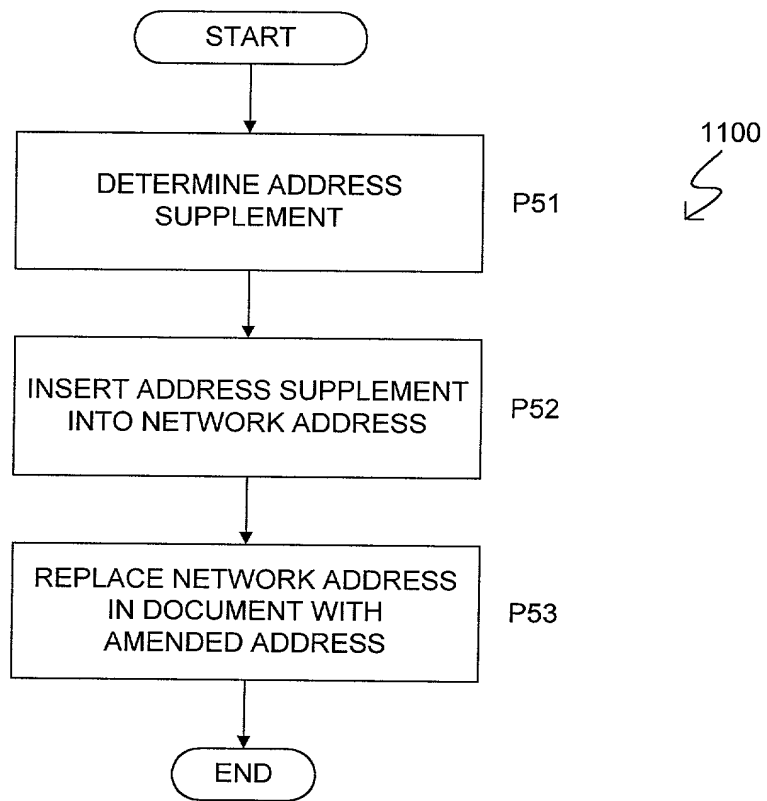 START
1100
DETERMINE ADDRESS
SUPPLEMENT
P51
INSERT ADDRESS SUPPLEMENT
INTO NETWORK ADDRESS
P52
REPLACE NETWORK ADDRESS
IN DOCUMENT WITH
AMENDED ADDRESS
P53
END